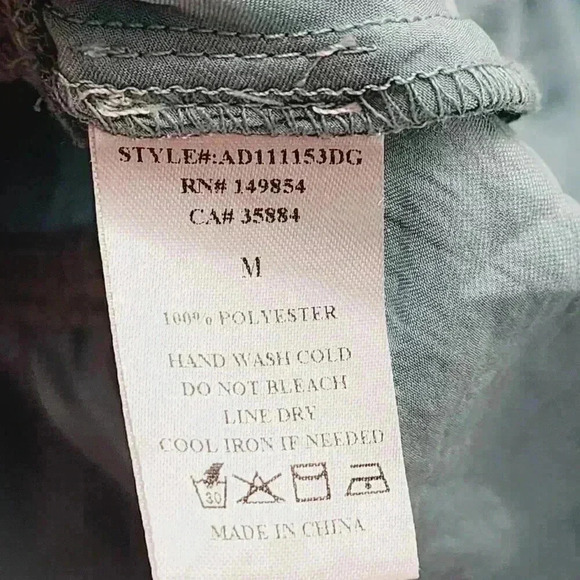 STYLE#:AD111153DG
RN# 149854
CA# 35884
M
100% POLYESTER
HAND WASH COLD
DO NOT BLEACH
LINE DRY
COOL IRON IF NEEDED
30
MADE IN CHINA